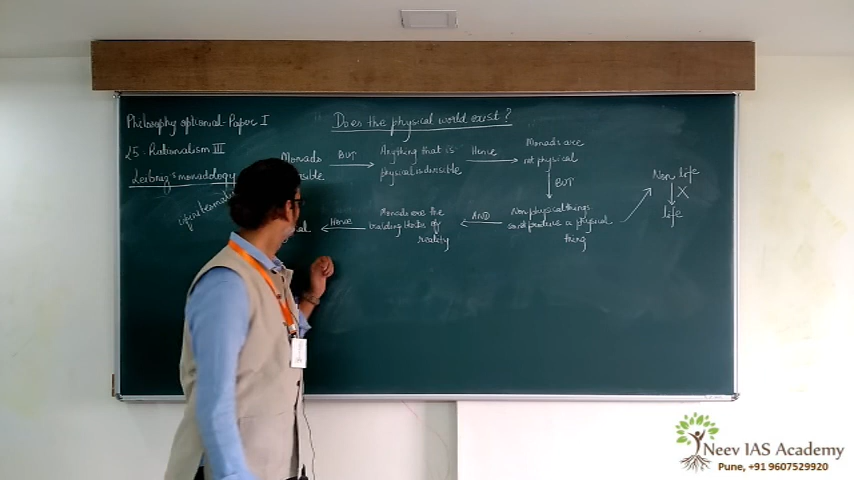 Philosophy optional-Paper I
Does the physical world exist?
L5. Rationalism III
Leibniz's monadology
Monads
BUT
Anything that is
physical is divisible
Hence
Monads are
not physical
BUT
Non physical things
can't produce a physical
thing
AND
Monads are the
building blocks of
reality
Hence
Non life
X
life
Neev IAS Academy
Pune, +91 9607529920